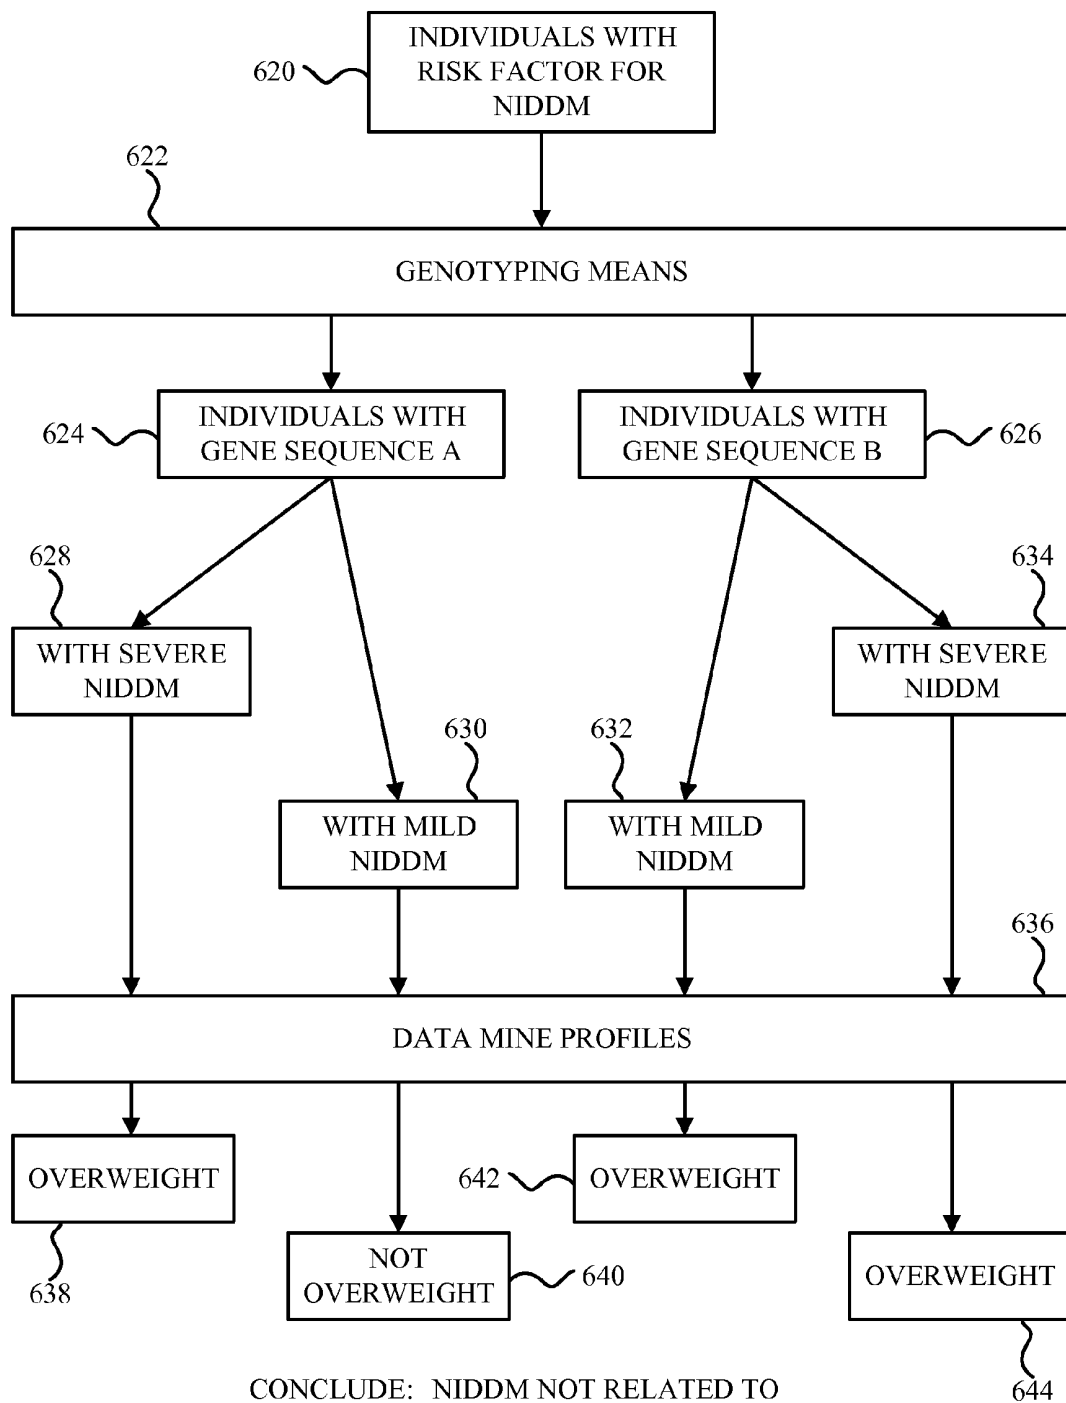 INDIVIDUALS WITH
RISK FACTOR FOR
NIDDM
620
622
GENOTYPING MEANS
INDIVIDUALS WITH
GENE SEQUENCE A
624
INDIVIDUALS WITH
GENE SEQUENCE B
626
628
WITH SEVERE
NIDDM
634
WITH SEVERE
NIDDM
630
WITH MILD
NIDDM
632
WITH MILD
NIDDM
636
DATA MINE PROFILES
OVERWEIGHT
638
NOT
OVERWEIGHT
640
642
OVERWEIGHT
OVERWEIGHT
644
CONCLUDE: NIDDM NOT RELATED TO